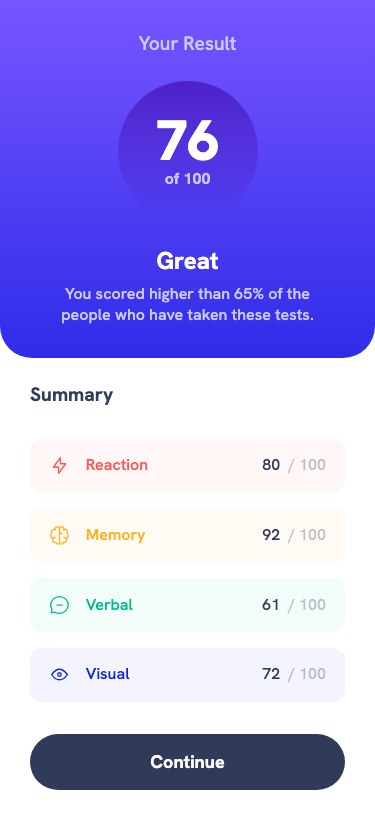 Your Result
76
of 100
Great
You scored higher than 65% of the
people who have taken these tests.
Summary
Reaction 80 / 100
Memory 92 / 100
Verbal 61 / 100
Visual 72 / 100
Continue